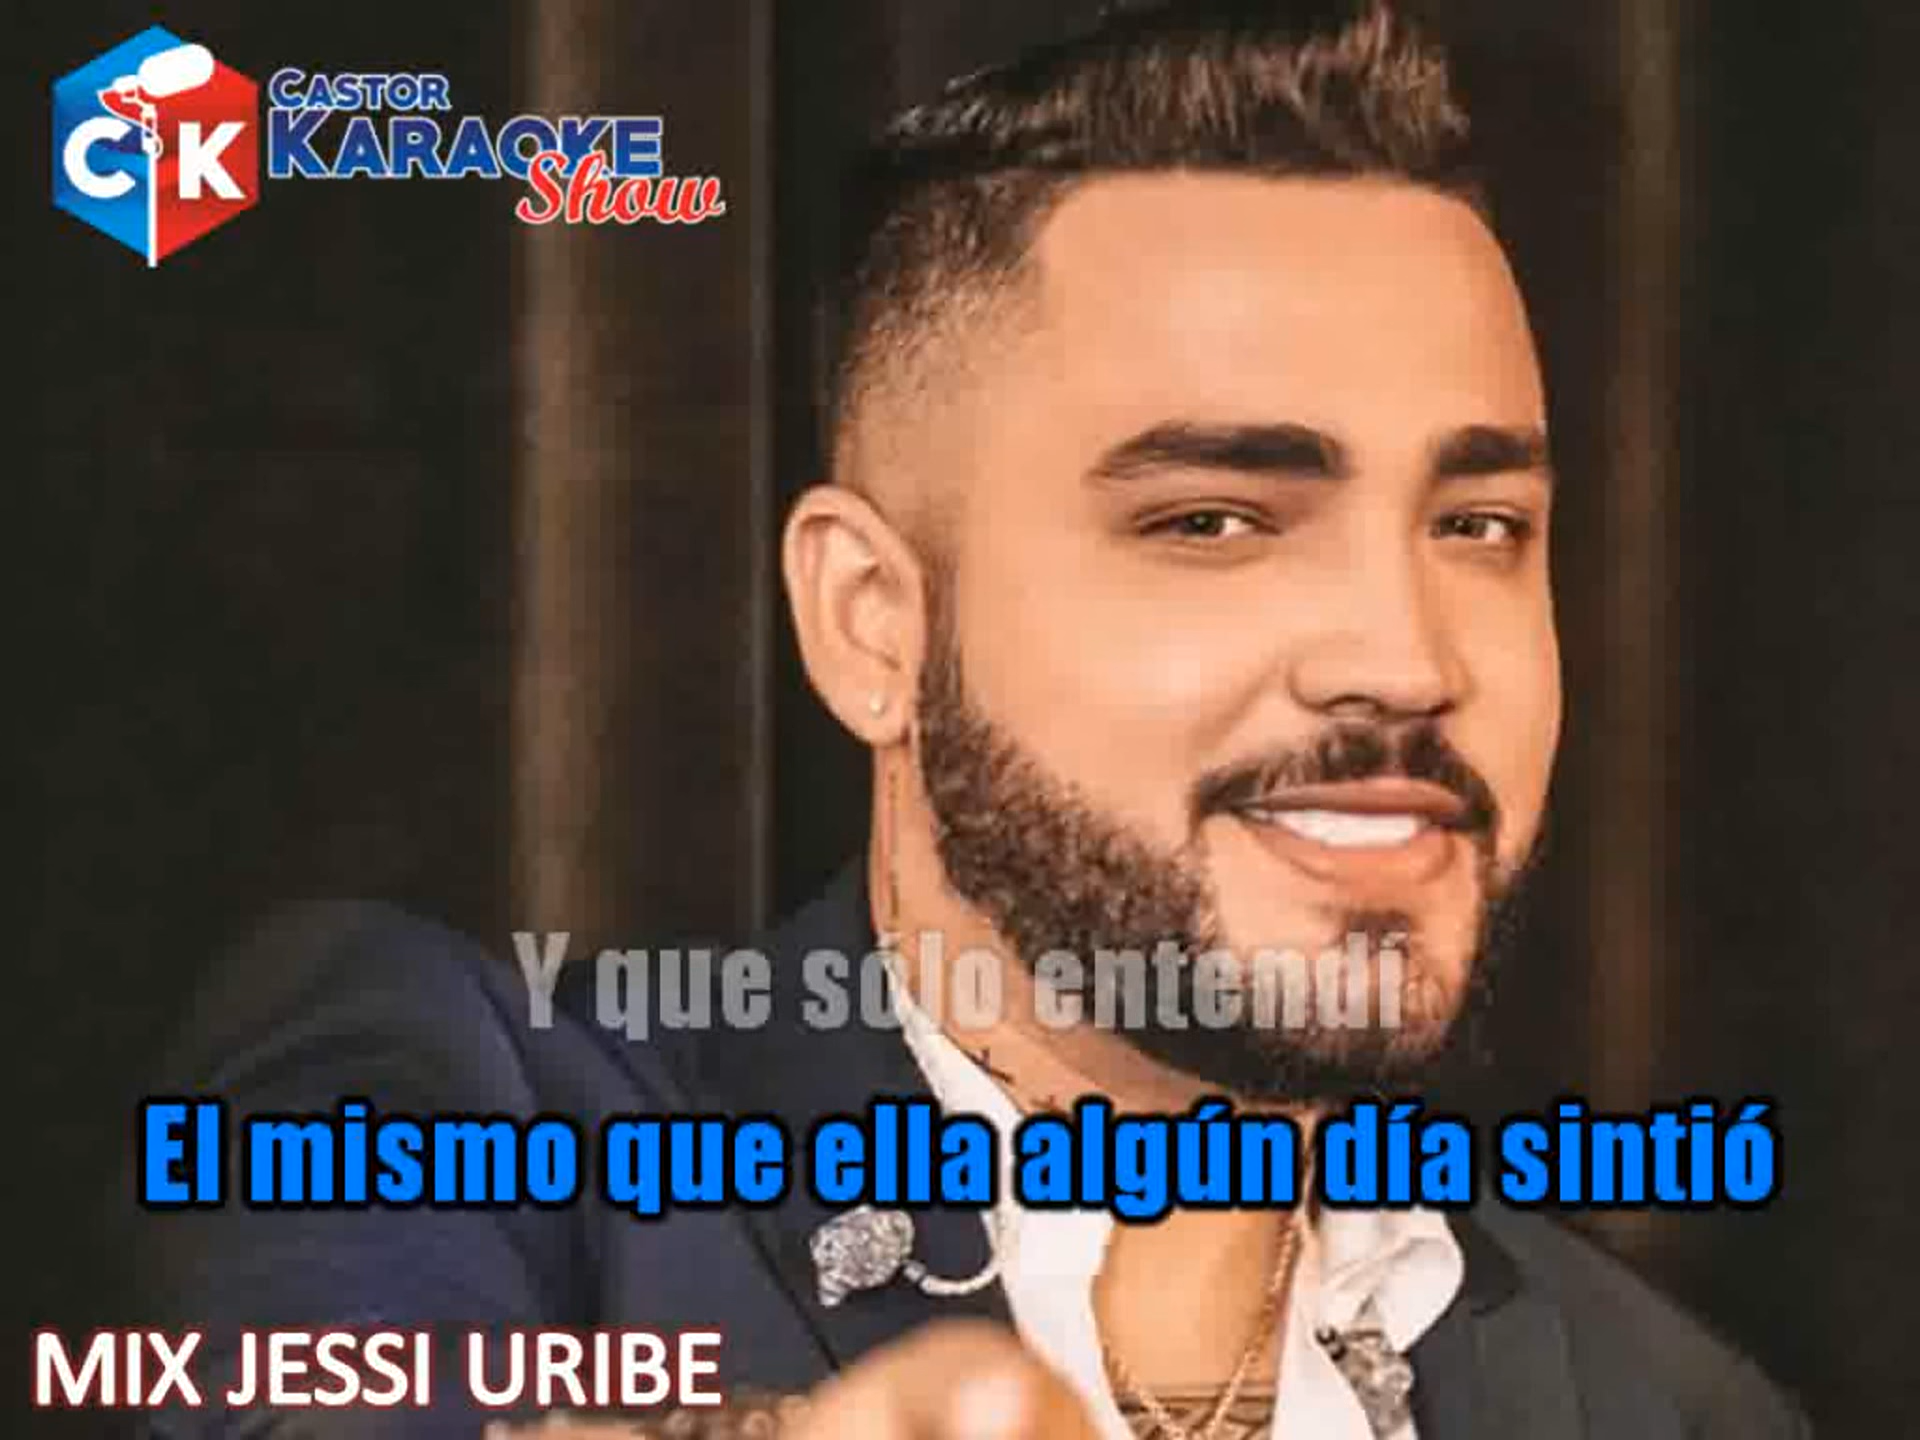 CASTOR
KARAOKE
Show
CK
Y que sólo entendí
El mismo que ella algún día sintió
MIX JESSI URIBE